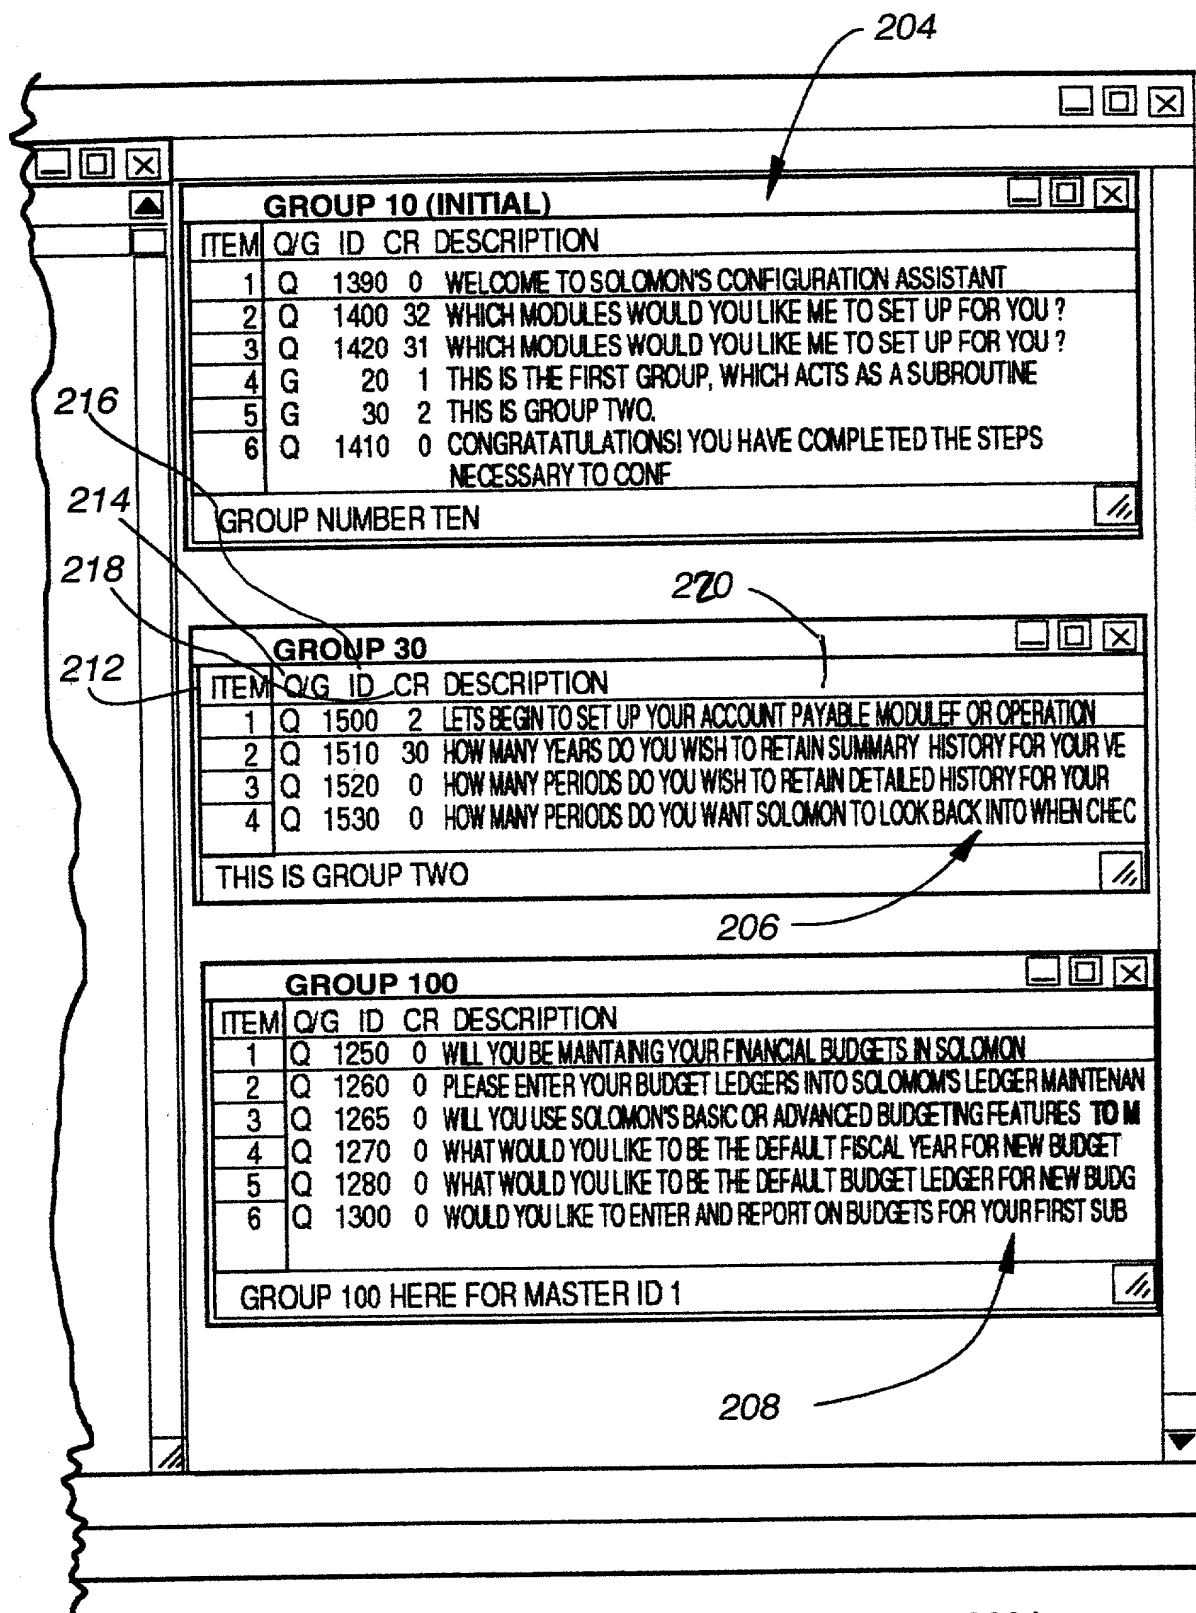 204
GROUP 10 (INITIAL)
ITEM Q/G ID CR DESCRIPTION
1 Q 1390 0 WELCOME TO SOLOMON'S CONFIGURATION ASSISTANT
2 Q 1400 32 WHICH MODULES WOULD YOU LIKE ME TO SET UP FOR YOU ?
3 Q 1420 31 WHICH MODULES WOULD YOU LIKE ME TO SET UP FOR YOU ?
4 G 20 1 THIS IS THE FIRST GROUP, WHICH ACTS AS A SUBROUTINE
5 G 30 2 THIS IS GROUP TWO.
6 Q 1410 0 CONGRATATULATIONS! YOU HAVE COMPLETED THE STEPS
NECESSARY TO CONF
GROUP NUMBER TEN
216
214
218
212
220
GROUP 30
ITEM Q/G ID CR DESCRIPTION
1 Q 1500 2 LETS BEGIN TO SET UP YOUR ACCOUNT PAYABLE MODULEF OR OPERATION
2 Q 1510 30 HOW MANY YEARS DO YOU WISH TO RETAIN SUMMARY HISTORY FOR YOUR VE
3 Q 1520 0 HOW MANY PERIODS DO YOU WISH TO RETAIN DETAILED HISTORY FOR YOUR
4 Q 1530 0 HOW MANY PERIODS DO YOU WANT SOLOMON TO LOOK BACK INTO WHEN CHEC
THIS IS GROUP TWO
206
GROUP 100
ITEM Q/G ID CR DESCRIPTION
1 Q 1250 0 WILL YOU BE MAINTAINIG YOUR FINANCIAL BUDGETS IN SOLOMON
2 Q 1260 0 PLEASE ENTER YOUR BUDGET LEDGERS INTO SOLOMOM'S LEDGER MAINTENAN
3 Q 1265 0 WILL YOU USE SOLOMON'S BASIC OR ADVANCED BUDGETING FEATURES TO M
4 Q 1270 0 WHAT WOULD YOU LIKE TO BE THE DEFAULT FISCAL YEAR FOR NEW BUDGET
5 Q 1280 0 WHAT WOULD YOU LIKE TO BE THE DEFAULT BUDGET LEDGER FOR NEW BUDG
6 Q 1300 0 WOULD YOU LIKE TO ENTER AND REPORT ON BUDGETS FOR YOUR FIRST SUB
GROUP 100 HERE FOR MASTER ID 1
208